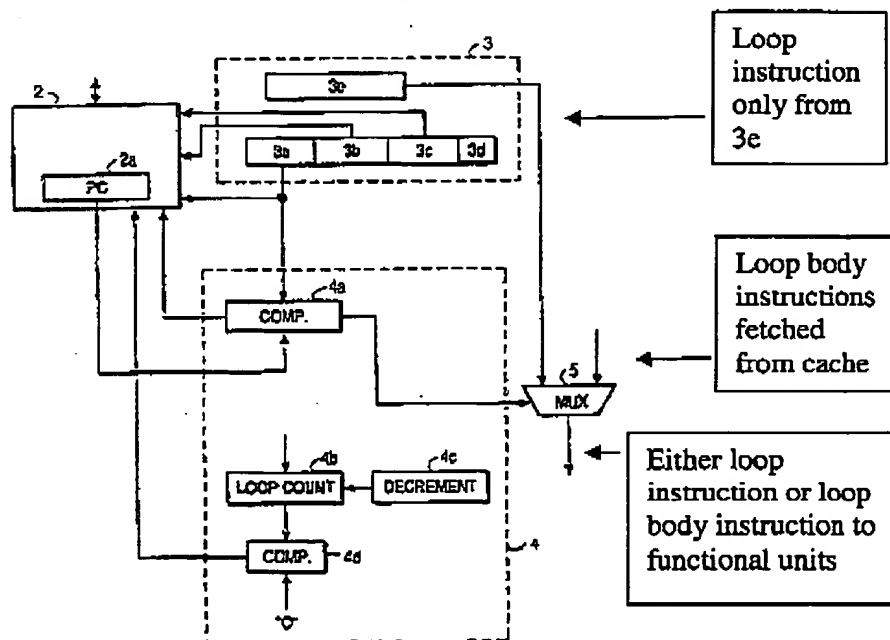 3
Loop
instruction
only from
3e
2
3e
3a 3b 3c 3d
2a
PC
4a
COMP.
Loop body
instructions
fetched
from cache
5
MUX
4b
LOOP COUNT
4c
DECREMENT
Either loop
instruction or loop
body instruction to
functional units
COMP.
4d
4
"0"